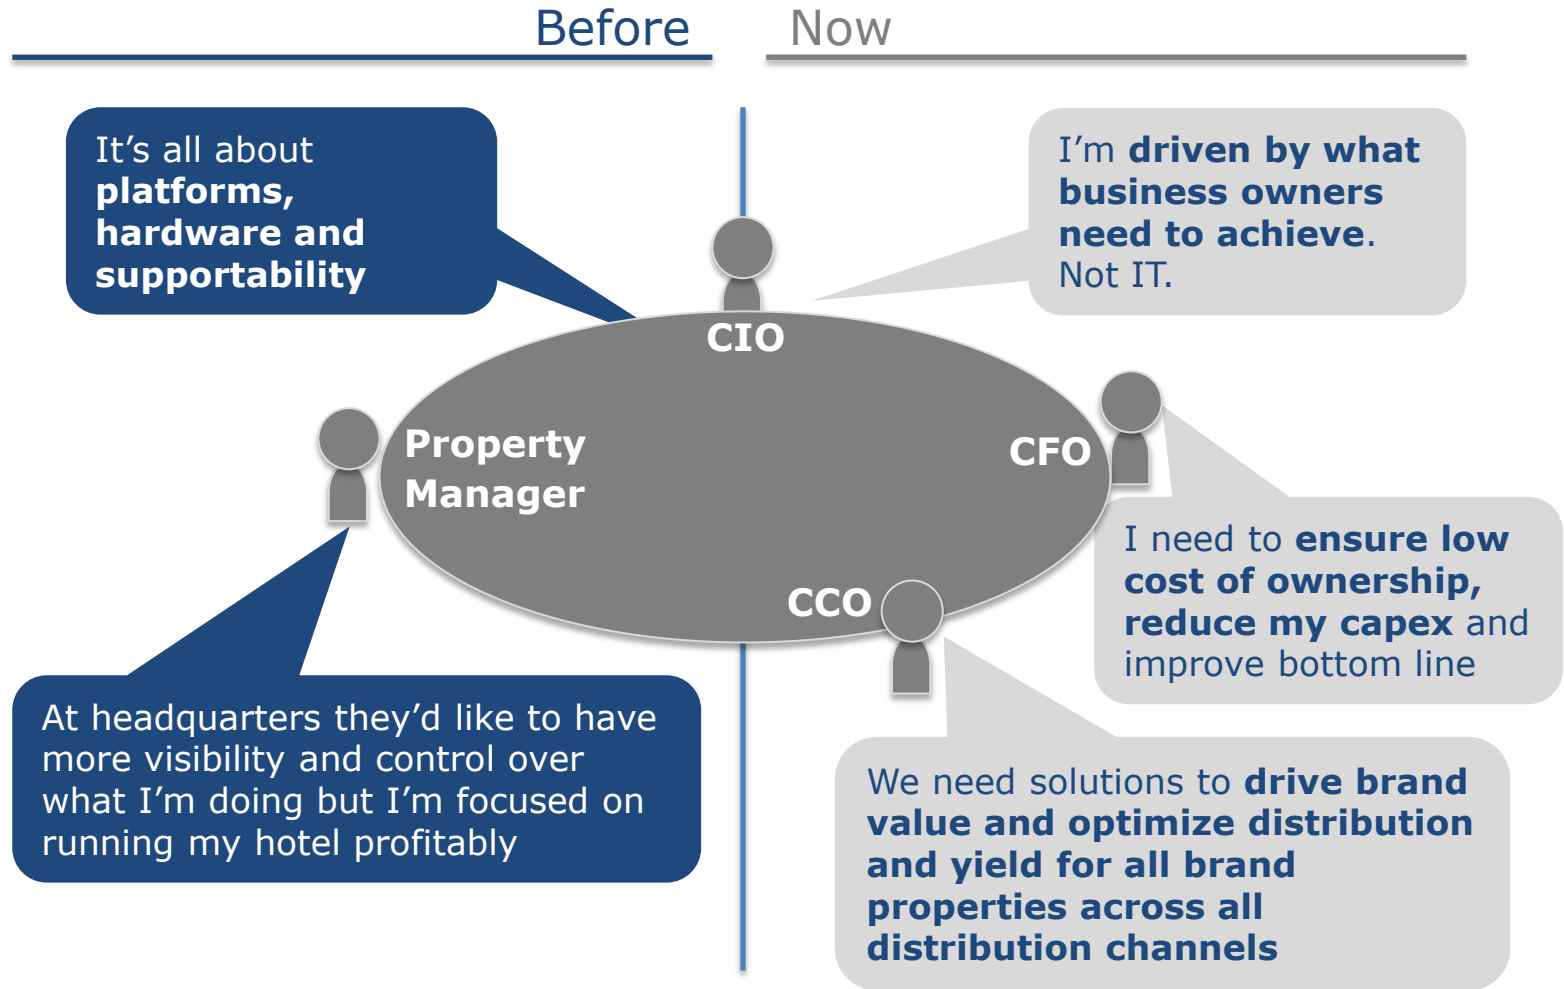 Before
Now
It’s all about
platforms,
hardware and
supportability
I’m driven by what
business owners
need to achieve.
Not IT.
CIO
Property
Manager
CFO
I need to ensure low
cost of ownership,
reduce my capex and
improve bottom line
CCO
At headquarters they’d like to have
more visibility and control over
what I’m doing but I’m focused on
running my hotel profitably
We need solutions to drive brand
value and optimize distribution
and yield for all brand
properties across all
distribution channels